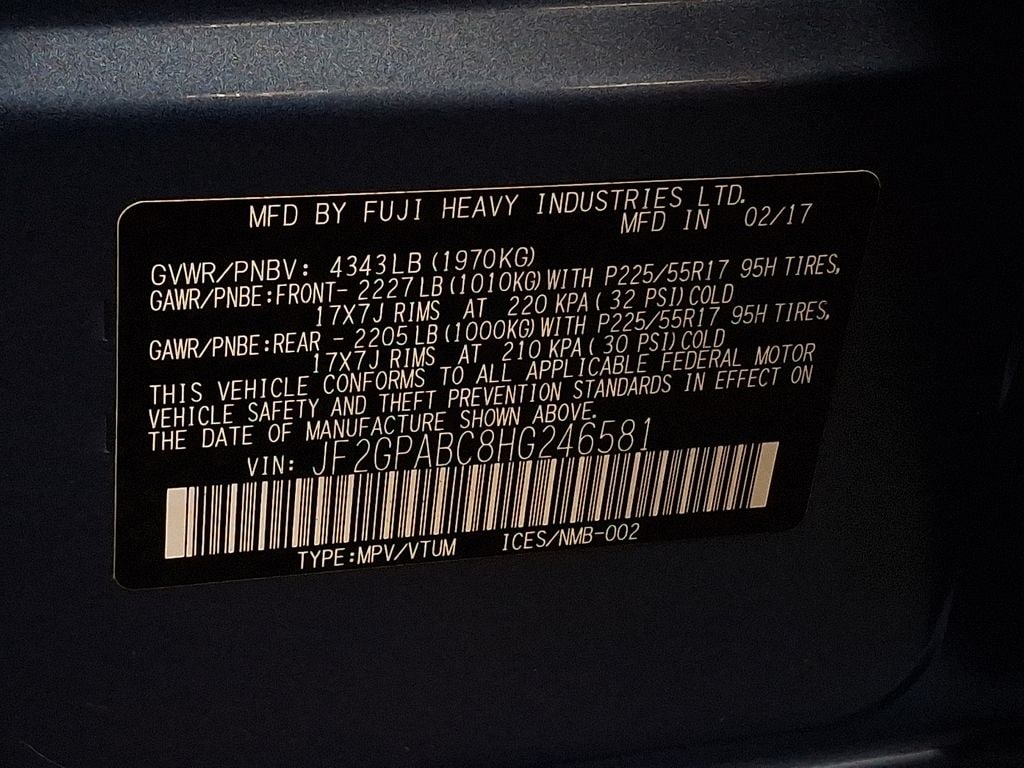 MFD BY FUJI HEAVY INDUSTRIES LTD.
MFD IN 02/17
GVWR/PNBV: 4343LB (1970KG)
GAWR/PNBE:FRONT- 2227LB (1010KG) WITH P225/55R17 95H TIRES,
17X7J RIMS AT 220 KPA ( 32 PSI) COLD
GAWR/PNBE:REAR - 2205LB (1000KG) WITH P225/55R17 95H TIRES,
17X7J RIMS AT 210 KPA ( 30 PSI) COLD
THIS VEHICLE CONFORMS TO ALL APPLICABLE FEDERAL MOTOR
VEHICLE SAFETY AND THEFT PREVENTION STANDARDS IN EFFECT ON
THE DATE OF MANUFACTURE SHOWN ABOVE.
VIN: JF2GPABC8HG246581
TYPE:MPV/VTUM ICES/NMB-002